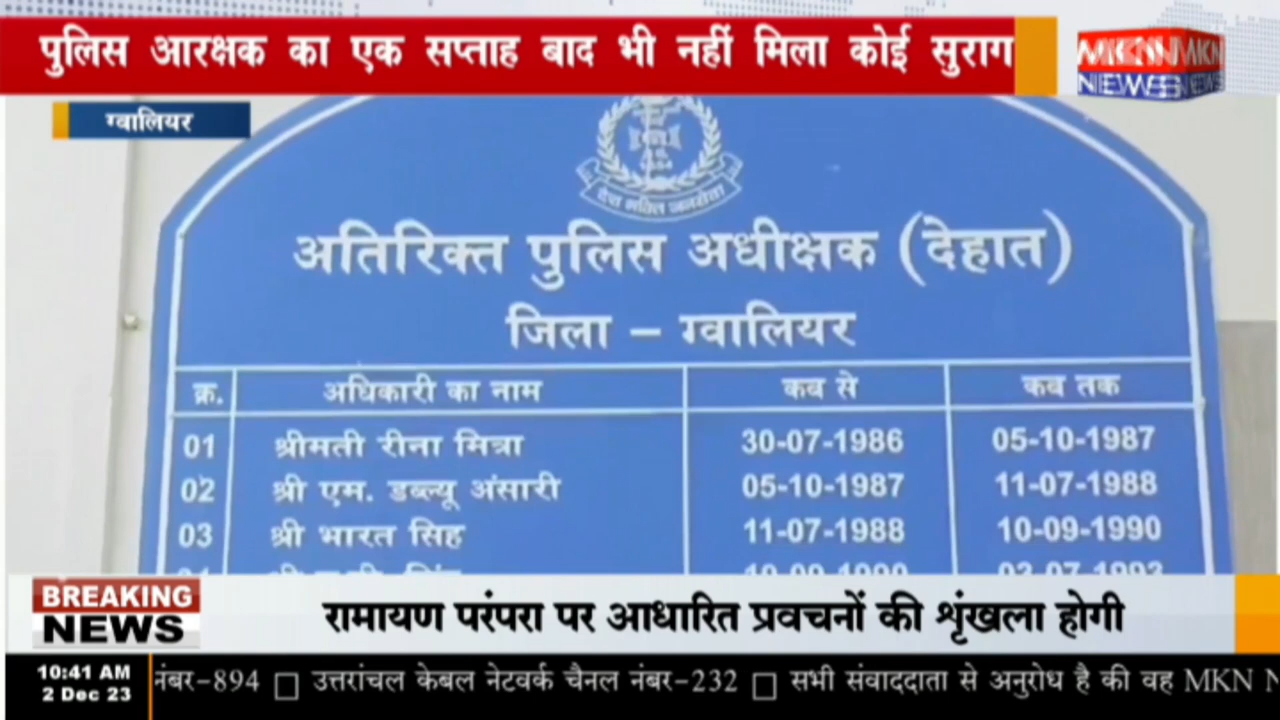 पुलिस आरक्षक का एक सप्ताह बाद भी नहीं मिला कोई सुराग
MKN
NEWS
ग्वालियर
देश भक्ति जनसेवा
अतिरिक्त पुलिस अधीक्षक (देहात)
जिला – ग्वालियर
क्र. अधिकारी का नाम कब से कब तक
01 श्रीमती रीना मित्रा 30-07-1986 05-10-1987
02 श्री एम. डब्ल्यू अंसारी 05-10-1987 11-07-1988
03 श्री भारत सिंह 11-07-1988 10-09-1990
BREAKING
NEWS
रामायण परंपरा पर आधारित प्रवचनों की शृंखला होगी
10:41 AM
2 Dec 23
नंबर-894 □ उत्तरांचल केबल नेटवर्क चैनल नंबर-232 □ सभी संवाददाता से अनुरोध है की वह MKN